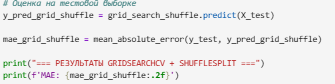 # Оценка на тестовой выборке
y_pred_grid_shuffle = grid_search_shuffle.predict(X_test)
mae_grid_shuffle = mean_absolute_error(y_test, y_pred_grid_shuffle)
print("=== РЕЗУЛЬТАТЫ GRIDSEARCHCV + SHUFFLESPLIT ===")
print(f'MAE: {mae_grid_shuffle:.2f}')